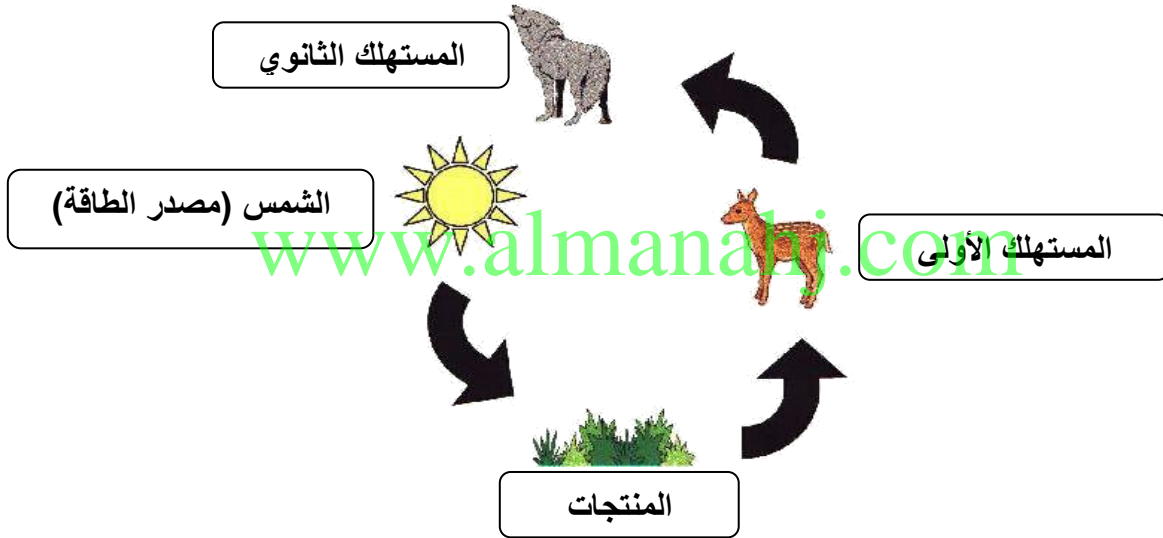 المستهلك الثانوي
الشمس (مصدر الطاقة)
www.almanahj.com
المستهلك الأولى
المنتجات